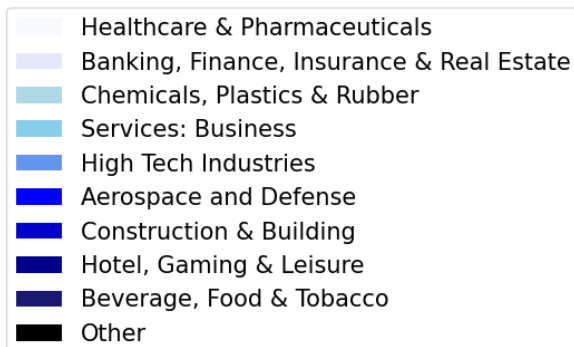 Healthcare & Pharmaceuticals
Banking, Finance, Insurance & Real Estate
Chemicals, Plastics & Rubber
Services: Business
High Tech Industries
Aerospace and Defense
Construction & Building
Hotel, Gaming & Leisure
Beverage, Food & Tobacco
Other